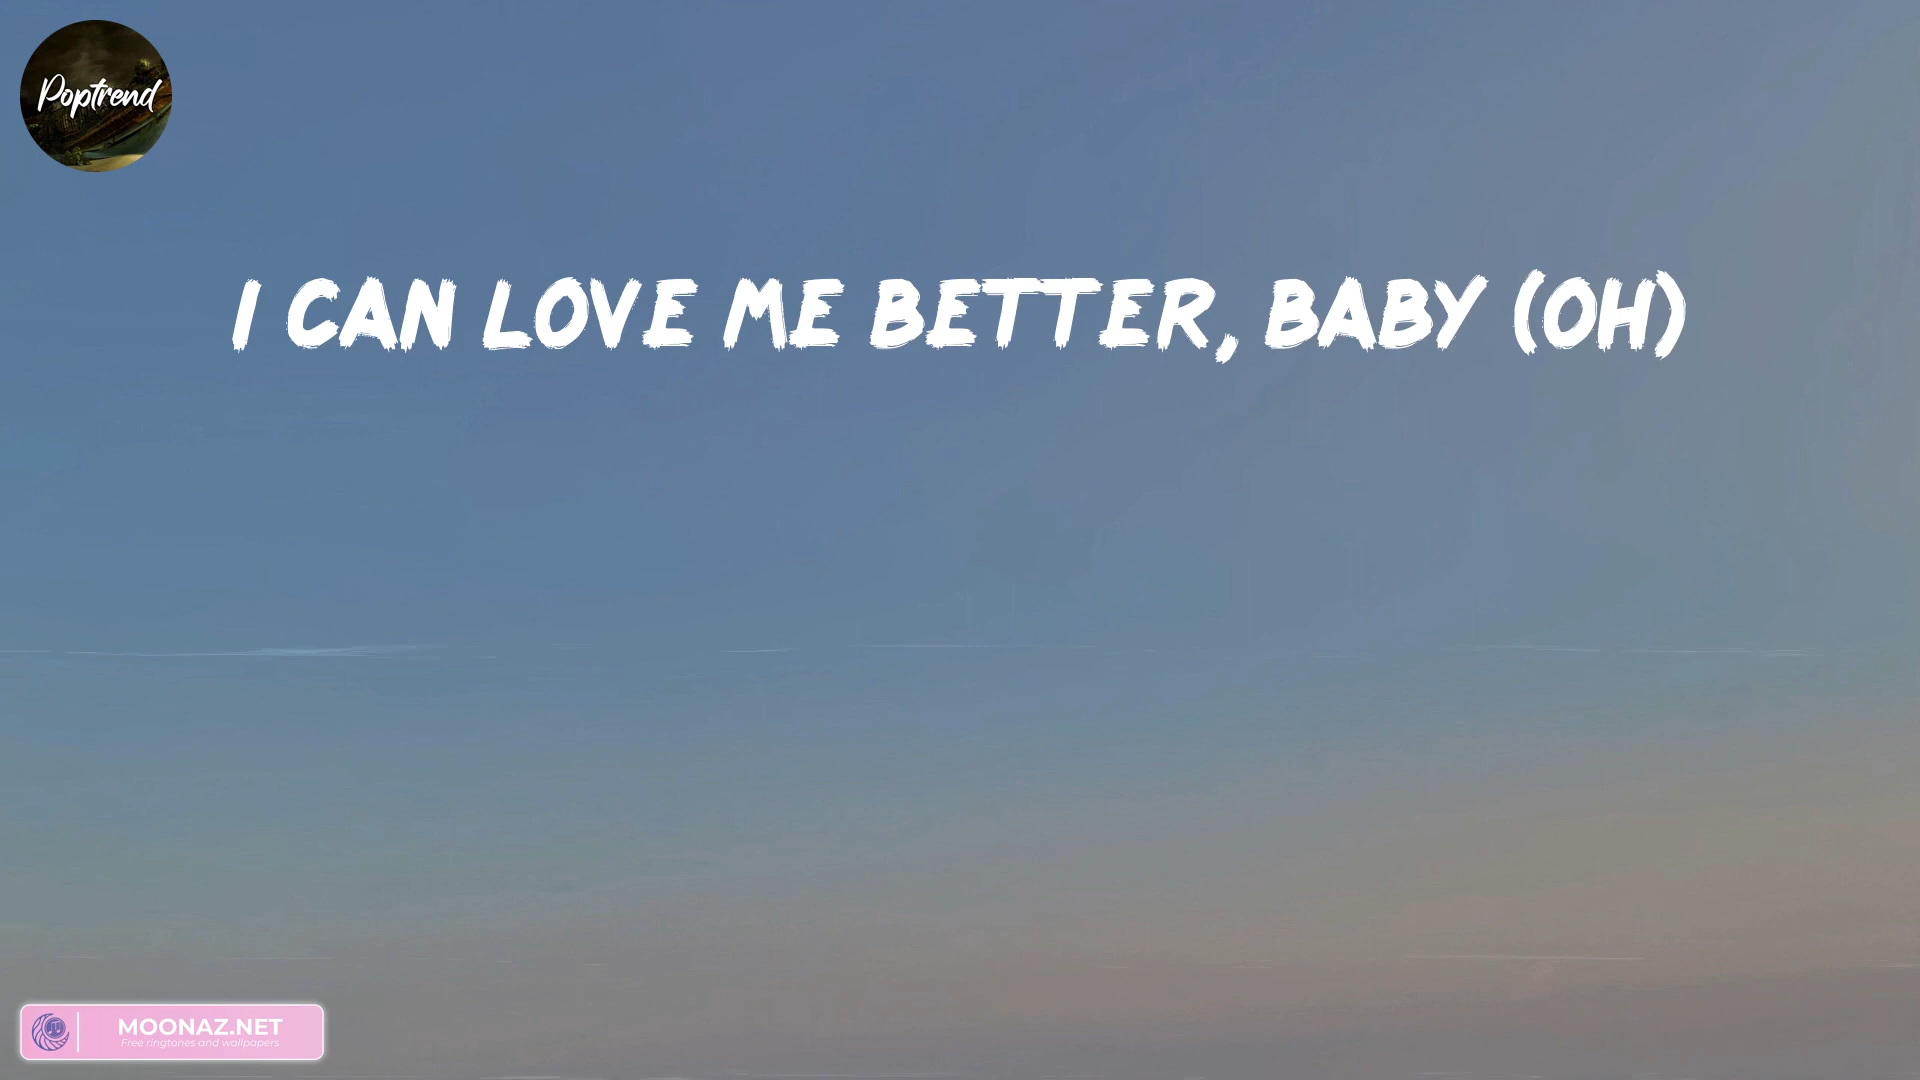 Poptrend
I CAN LOVE ME BETTER, BABY (OH)
MOONAZ.NET
Free ringtones and wallpapers